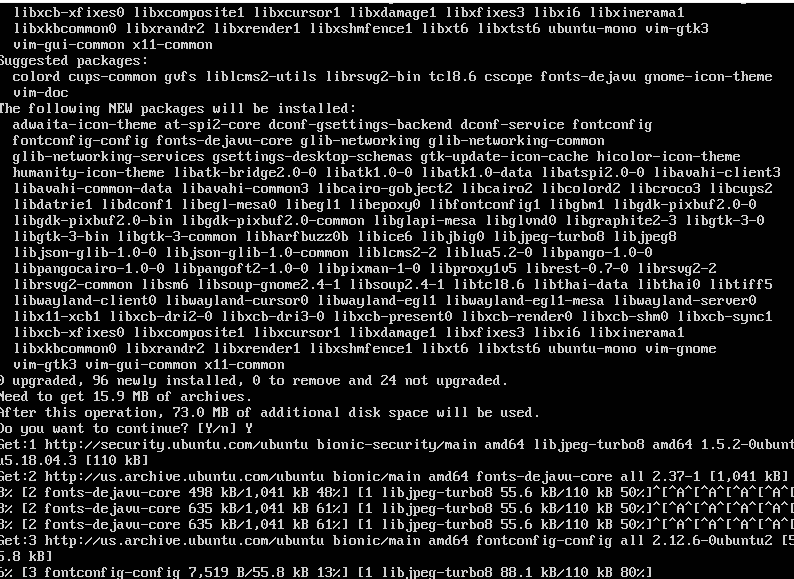 libxcb-xfixes0 libxcomposite1 libxcursor1 libxdamage1 libxfixes3 libxi6 libxinerama1
libxkbcommon0 libxrandr2 libxrender1 libxshmfence1 libxt6 libxtst6 ubuntu-mono vim-gtk3
vim-gui-common x11-common
Suggested packages:
colord cups-common gvfs liblcms2-utils librsvg2-bin tcl8.6 cscope fonts-dejavu gnome-icon-theme
vim-doc
The following NEW packages will be installed:
adwaita-icon-theme at-spi2-core dconf-gsettings-backend dconf-service fontconfig
fontconfig-config fonts-dejavu-core glib-networking glib-networking-common
glib-networking-services gsettings-desktop-schemas gtk-update-icon-cache hicolor-icon-theme
humanity-icon-theme libatk-bridge2.0-0 libatk1.0-0 libatk1.0-data libatspi2.0-0 libavahi-client3
libavahi-common-data libavahi-common3 libcairo-gobject2 libcairo2 libcolord2 libcroco3 libcups2
libdatrie1 libdconf1 libegl-mesa0 libegl1 libepoxy0 libfontconfig1 libgbm1 libgdk-pixbuf2.0-0
libgdk-pixbuf2.0-bin libgdk-pixbuf2.0-common libglapi-mesa libglvnd0 libgraphite2-3 libgtk-3-0
libgtk-3-bin libgtk-3-common libharfbuzz0b libice6 libjbig0 libjpeg-turbo8 libjpeg8
libjson-glib-1.0-0 libjson-glib-1.0-common liblcms2-2 liblua5.2-0 libpango-1.0-0
libpangocairo-1.0-0 libpangoft2-1.0-0 libpixman-1-0 libproxy1v5 librest-0.7-0 librsvg2-2
librsvg2-common libsm6 libsoup-gnome2.4-1 libsoup2.4-1 libtcl8.6 libthai-data libthai0 libtiff5
libwayland-client0 libwayland-cursor0 libwayland-egl1 libwayland-egl1-mesa libwayland-server0
libx11-xcb1 libxcb-dri2-0 libxcb-dri3-0 libxcb-present0 libxcb-render0 libxcb-shm0 libxcb-sync1
libxcb-xfixes0 libxcomposite1 libxcursor1 libxdamage1 libxfixes3 libxi6 libxinerama1
libxkbcommon0 libxrandr2 libxrender1 libxshmfence1 libxt6 libxtst6 ubuntu-mono vim-gnome
vim-gtk3 vim-gui-common x11-common
0 upgraded, 96 newly installed, 0 to remove and 24 not upgraded.
Need to get 15.9 MB of archives.
After this operation, 73.0 MB of additional disk space will be used.
Do you want to continue? [Y/n] Y
Get:1 http://security.ubuntu.com/ubuntu bionic-security/main amd64 libjpeg-turbo8 amd64 1.5.2-0ubunt
u5.18.04.3 [110 kB]
Get:2 http://us.archive.ubuntu.com/ubuntu bionic/main amd64 fonts-dejavu-core all 2.37-1 [1,041 kB]
3% [2 fonts-dejavu-core 498 kB/1,041 kB 48%] [1 libjpeg-turbo8 55.6 kB/110 kB 50%]^[^A^[^A^[^A^[^A^[
3% [2 fonts-dejavu-core 635 kB/1,041 kB 61%] [1 libjpeg-turbo8 55.6 kB/110 kB 50%]^[^A^[^A^[^A^[^A^[
3% [2 fonts-dejavu-core 635 kB/1,041 kB 61%] [1 libjpeg-turbo8 55.6 kB/110 kB 50%]^[^A^[^A^[^A^[^A^[
Get:3 http://us.archive.ubuntu.com/ubuntu bionic/main amd64 fontconfig-config all 2.12.6-0ubuntu2 [5
5.8 kB]
6% [3 fontconfig-config 7,519 B/55.8 kB 13%] [1 libjpeg-turbo8 88.1 kB/110 kB 80%]